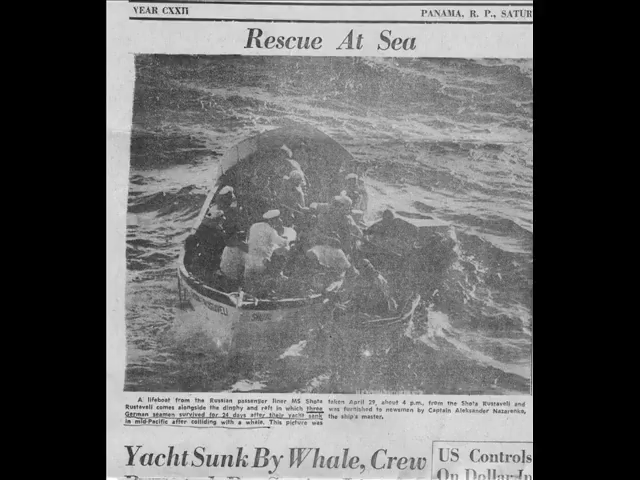 YEAR CXXII
PANAMA, R. P., SATUR
Rescue At Sea
A lifeboat from the Russian passenger liner MS Shota
Rustaveli comes alongside the dinghy and raft in which three
German seamen survived for 24 days after their yacht sank
in mid-Pacific after colliding with a whale. This picture was
taken April 29, about 4 p.m., from the Shota Rustaveli and
was furnished to newsmen by Captain Aleksander Nazarenko,
the ship's master.
Yacht Sunk By Whale, Crew
US Controls
On Dollar In